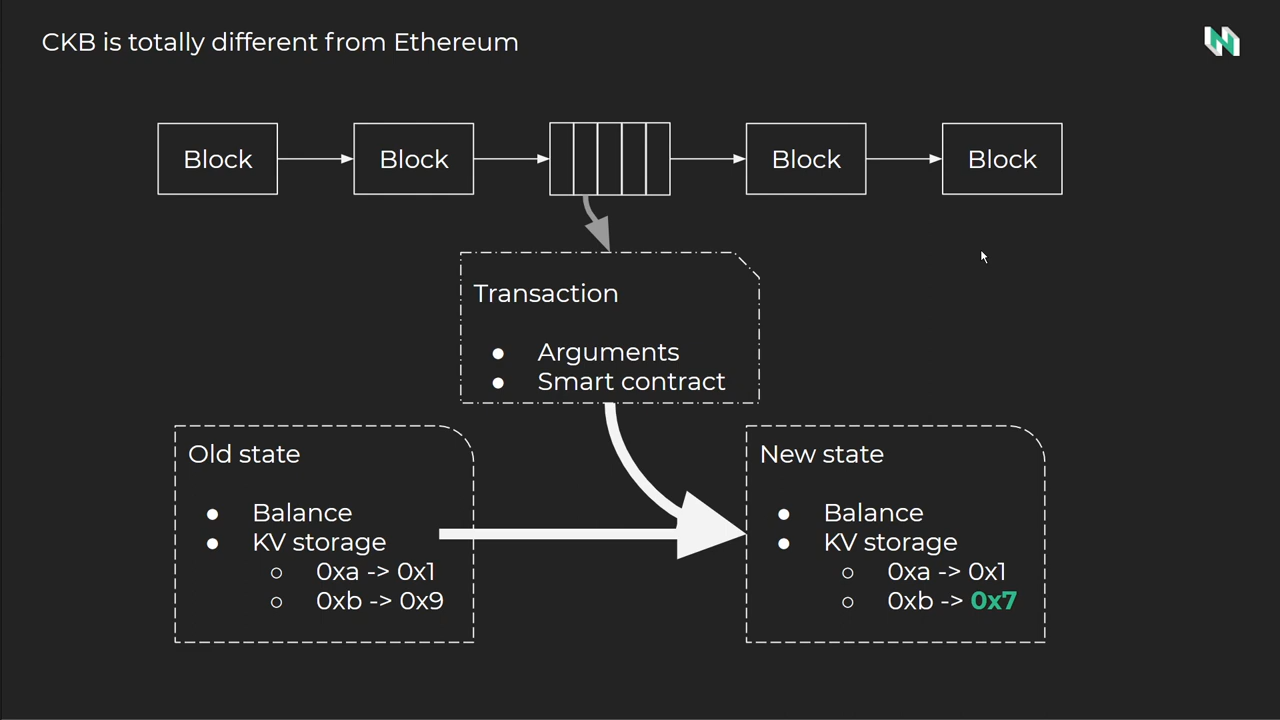 CKB is totally different from Ethereum
Block
Block
Block
Block
Transaction
● Arguments
● Smart contract
Old state
● Balance
● KV storage
○ 0xa -> 0x1
○ 0xb -> 0x9
New state
● Balance
● KV storage
○ 0xa -> 0x1
○ 0xb -> 0x7